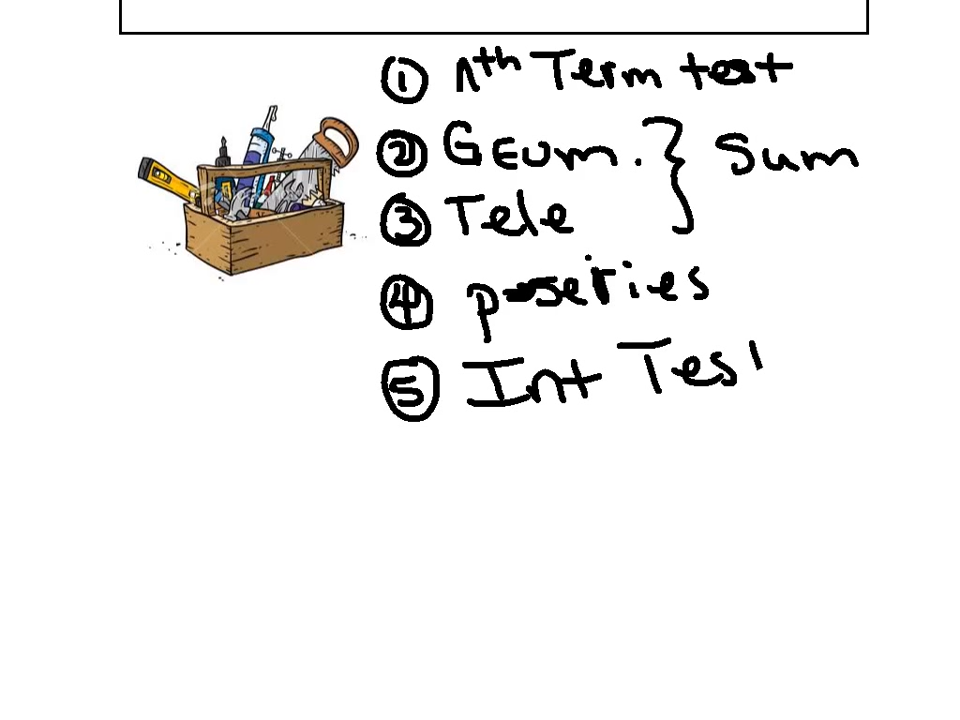 ① nth Term test
② Geom. } Sum
③ Tele
④ p-series
⑤ Int Test